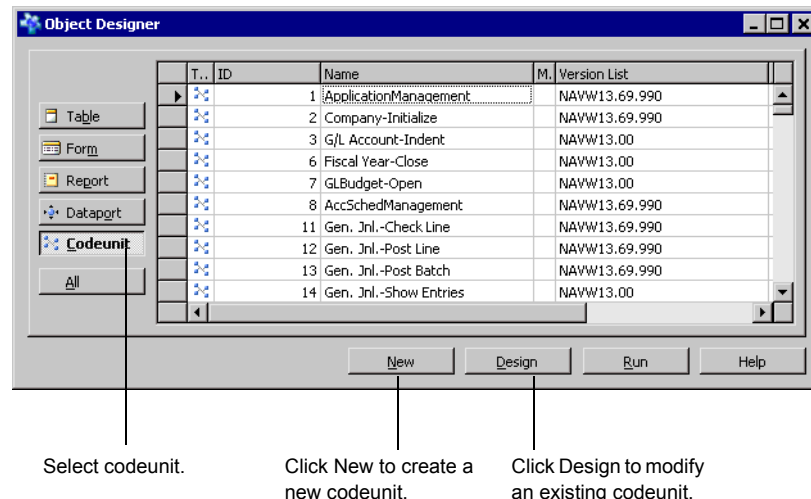 Object Designer
T.. ID Name M. Version List
1 ApplicationManagement NAVW13.69.990
2 Company-Initialize NAVW13.69.990
3 G/L Account-Indent NAVW13.00
6 Fiscal Year-Close NAVW13.00
7 GLBudget-Open NAVW13.00
8 AccSchedManagement NAVW13.69.990
11 Gen. Jnl.-Check Line NAVW13.69.990
12 Gen. Jnl.-Post Line NAVW13.69.990
13 Gen. Jnl.-Post Batch NAVW13.69.990
14 Gen. Jnl.-Show Entries NAVW13.00
Table
Form
Report
Dataport
Codeunit
All
New Design Run Help
Select codeunit.
Click New to create a
new codeunit.
Click Design to modify
an existing codeunit.